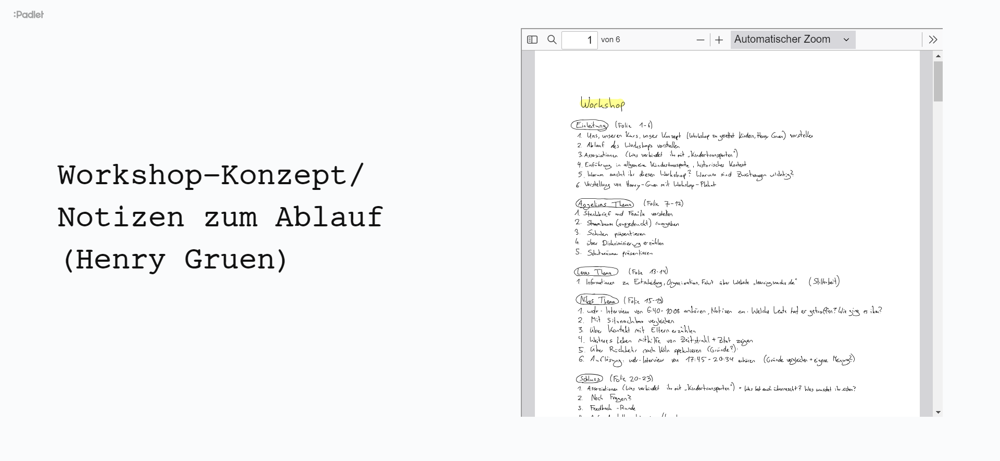 :Padlet
Workshop-Konzept/
Notizen zum Ablauf
(Henry Gruen)
1 von 6
Automatischer Zoom
Workshop
Einleitung (Folie 1-6)
1. Uns, unseren Kurs, unser Konzept (Workshop zu gerettet Kindern, Henry Gruen) vorstellen
2. Ablauf des Workshops vorstellen
3. Assoziationen (Was verbindet ihr mit „Kindertransporten")
4. Einführung in allgemeine Kindertransporte, historisches Kontext
5. Warum macht ihr diesen Workshop? Warum sind Zweitzeugen wichtig?
6. Vorstellung von Henry-Gruen mit Workshop-Plakat
Angelinas Thema (Folie 7-12)
1. Steckbrief und Familie vorstellen
2. Stammbaum (ausgedruckt) rumgeben
3. Schulen präsentieren
4. über Diskriminierung erzählen
5. Schutzräume präsentieren
Lenas Thema (Folie 13-14)
1. Informationen zu Entscheidung, Organisation, Fahrt über Website „learningsnacks.de" (Stillarbeit)
Nikos Thema (Folie 15-19)
1. wdr-Interview von 6:40-10:06 anhören, Notizen zu: Welche Leute hat er getroffen? Wie ging es ihm?
2. Mit Sitznachbar vergleichen
3. über Kontakt mit Eltern erzählen
4. Weiteres Leben mithilfe von Zeitstrahl + Zitat zeigen
5. Über Rückkehr nach Köln spekulieren (Gründe?):
6. Auflösung: wdr-Interview von 17:45-20:34 anhören (Gründe vergleichen + eigene Meinung?)
Schluss (Folie 20-23)
1. Assoziationen (Was verbindet ihr mit „Kindertransporten") + Was hat euch überrascht? Was wusstet ihr schon?
2. Noch Fragen?
3. Feedback-Runde